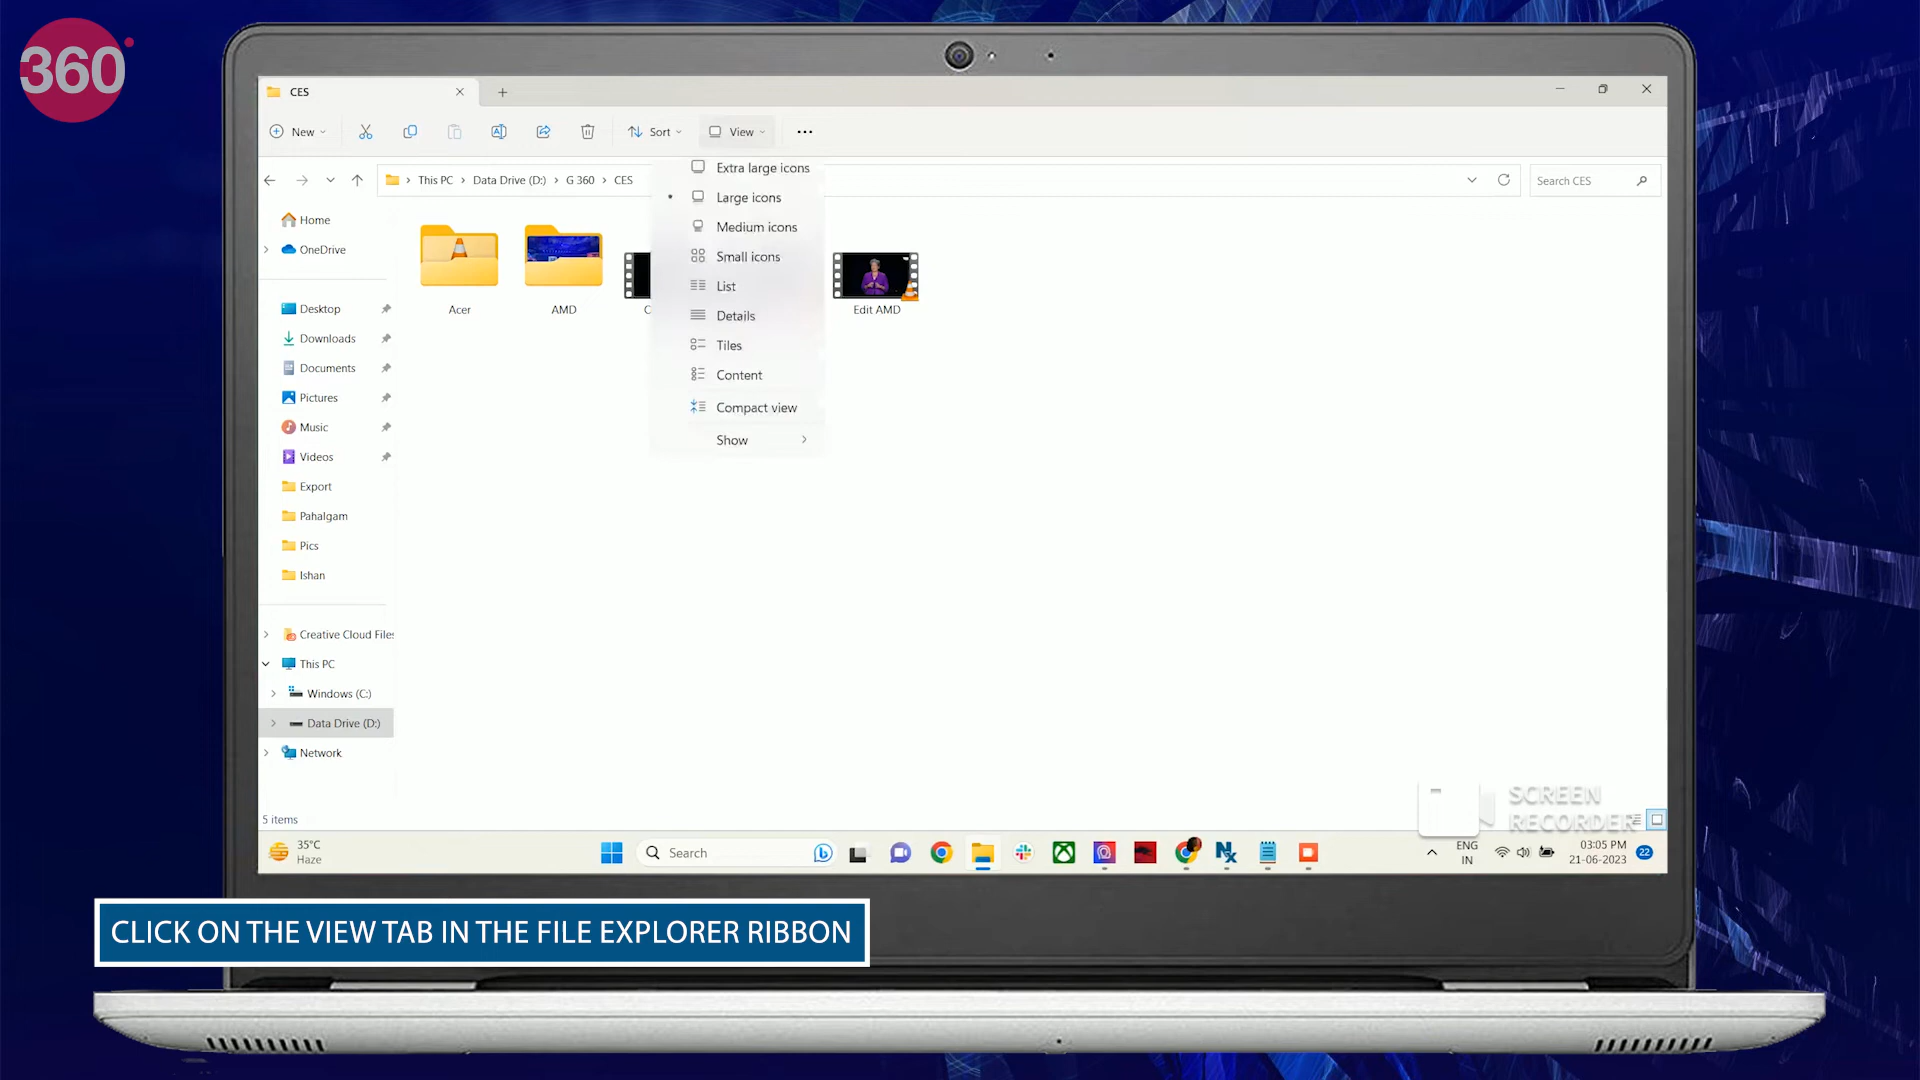 360
CES
New
Sort
View
This PC
Data Drive (D:)
G 360
CES
Search CES
Extra large icons
Large icons
Medium icons
Small icons
List
Details
Tiles
Content
Compact view
Show
Home
OneDrive
Desktop
Downloads
Documents
Pictures
Music
Videos
Export
Pahalgam
Pics
Ishan
Creative Cloud Files
This PC
Windows (C:)
Data Drive (D:)
Network
Acer
AMD
Edit AMD
5 items
SCREEN
RECORDER
35°C
Haze
Search
ENG
IN
03:05 PM
21-06-2023
22
CLICK ON THE VIEW TAB IN THE FILE EXPLORER RIBBON